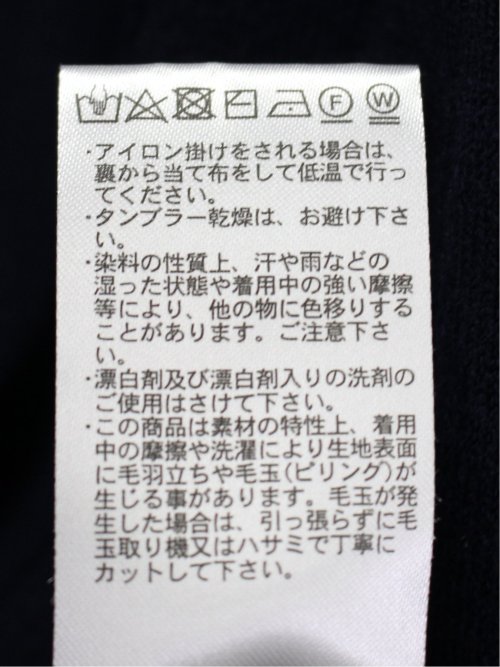 F W
・アイロン掛けをされる場合は、
裏から当て布をして低温で行っ
てください。
・タンブラー乾燥は、お避け下さ
い。
・染料の性質上、汗や雨などの
湿った状態や着用中の強い摩擦
等により、他の物に色移りする
ことがあります。ご注意下さ
い。
・漂白剤及び漂白剤入りの洗剤の
ご使用はさけて下さい。
・この商品は素材の特性上、着用
中の摩擦や洗濯により生地表面
に毛羽立ちや毛玉(ピリング)が
生じる事があります。毛玉が発
生した場合は、引っ張らずに毛
玉取り機又はハサミで丁寧に
カットして下さい。